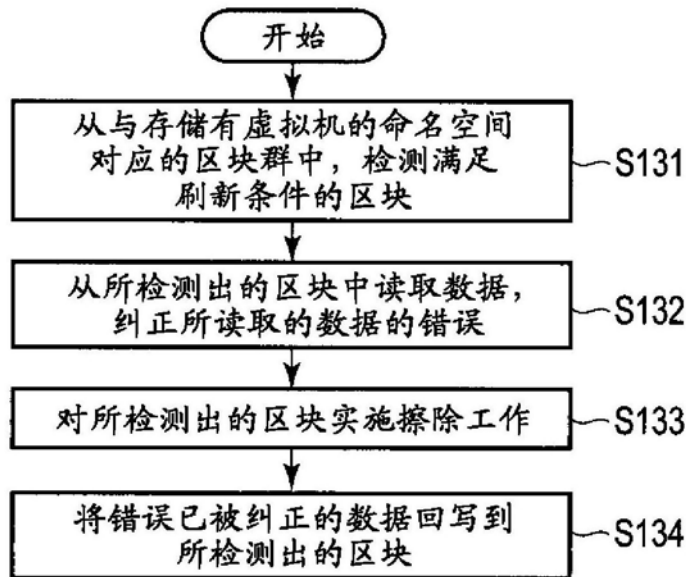 开始
从与存储有虚拟机的命名空间
对应的区块群中，检测满足
刷新条件的区块
S131
从所检测出的区块中读取数据，
纠正所读取的数据的错误
S132
对所检测出的区块实施擦除工作
S133
将错误已被纠正的数据回写到
所检测出的区块
S134